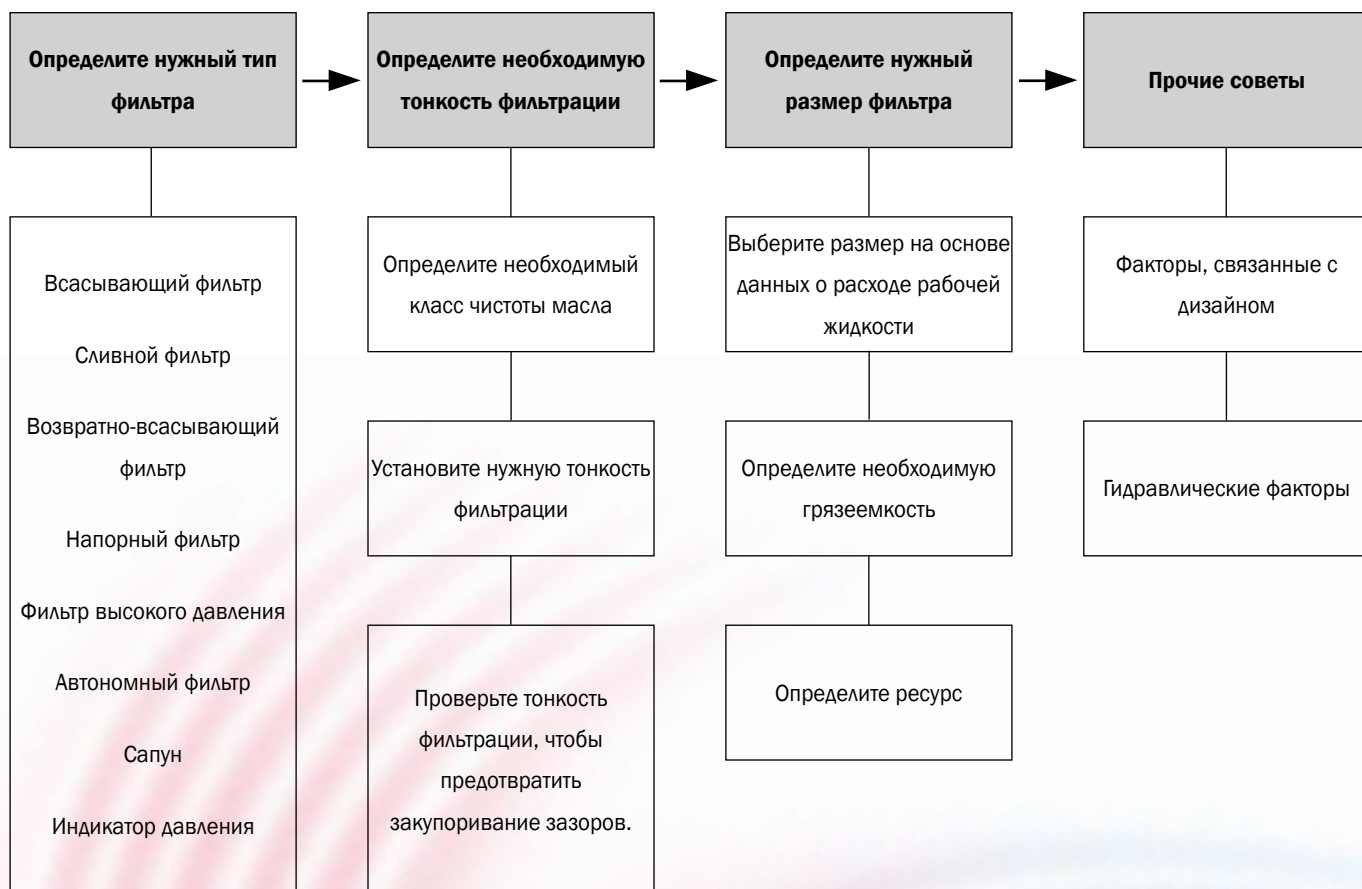 Определите нужный тип
фильтра
Определите необходимую
тонкость фильтрации
Определите нужный
размер фильтра
Прочие советы
Всасывающий фильтр
Сливной фильтр
Возвратно-всасывающий
фильтр
Напорный фильтр
Фильтр высокого давления
Автономный фильтр
Сапун
Индикатор давления
Определите необходимый
класс чистоты масла
Установите нужную тонкость
фильтрации
Проверьте тонкость
фильтрации, чтобы
предотвратить
закупоривание зазоров.
Выберите размер на основе
данных о расходе рабочей
жидкости
Определите необходимую
грязеемкость
Определите ресурс
Факторы, связанные с
дизайном
Гидравлические факторы